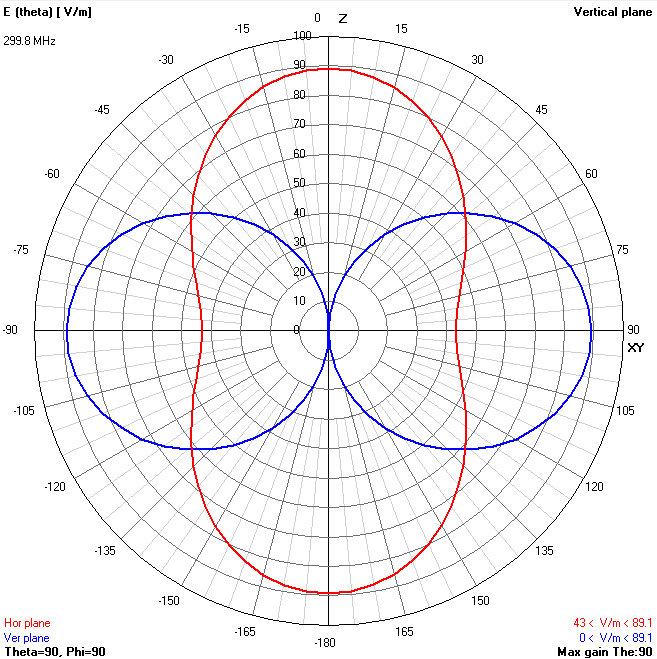 E (theta) [ V/m]
0 Z
Vertical plane
-15 15
100
299.8 MHz
90
-30 30
80
-45 45
70
60
-60 60
50
40
-75 75
30
20
10
-90 0 90
XY
-105 105
-120 120
-135 135
-150 150
Hor plane 43 < V/m < 89.1
-165 165
Ver plane 0 < V/m < 89.1
-180
Theta=90, Phi=90 Max gain The:90